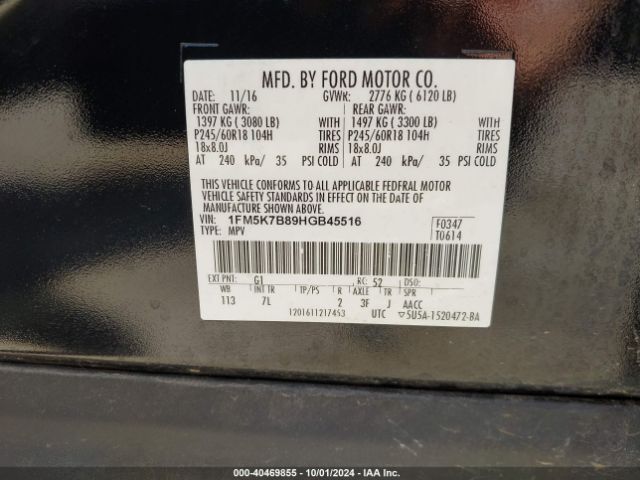 MFD. BY FORD MOTOR CO.
DATE: 11/16 GVWR: 2776 KG ( 6120 LB)
FRONT GAWR: REAR GAWR:
1397 KG ( 3080 LB) WITH 1497 KG ( 3300 LB) WITH
P245/60R18 104H TIRES P245/60R18 104H TIRES
18x8.0J RIMS 18x8.0J RIMS
AT 240 kPa/ 35 PSI COLD AT 240 kPa/ 35 PSI COLD
THIS VEHICLE CONFORMS TO ALL APPLICABLE FEDERAL MOTOR
VEHICLE SAFETY STANDARDS IN EFFECT ON THE DATE OF
MANUFACTURE SHOWN ABOVE.
VIN: 1FM5K7B89HGB45516 F0347
TYPE: MPV T0614
EXT PNT: G1 RC: 52 DSO:
WB INT TR TP/PS R AXLE TR SPR
113 7L 2 3F J AACC
1201611217453 UTC ▽5U5A-1520472-BA
000-40469855 - 10/01/2024 - IAAI.COM